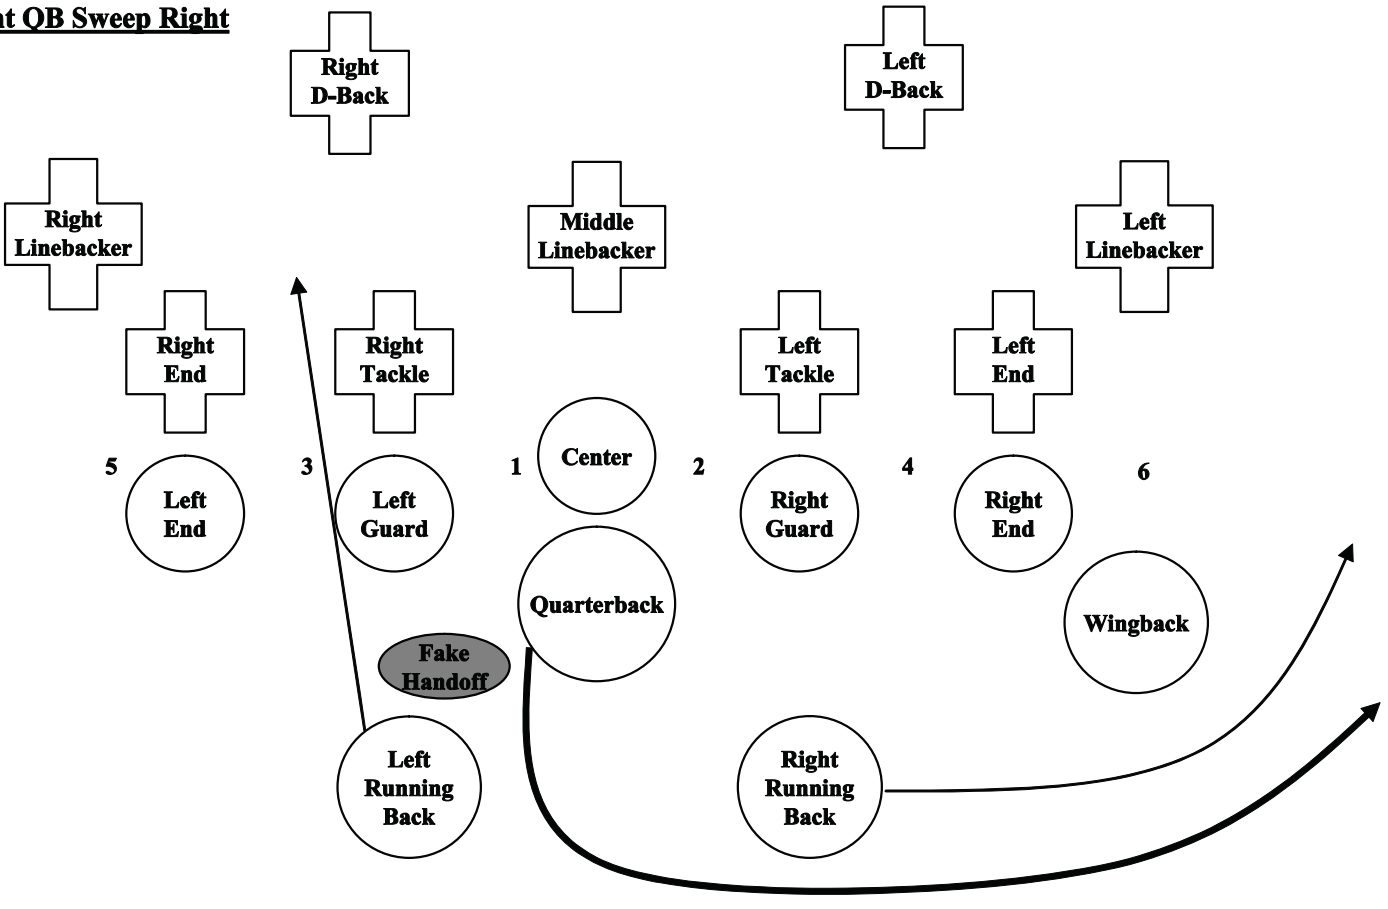 QB Sweep Right
Right
D-Back
Left
D-Back
Right
Linebacker
Middle
Linebacker
Left
Linebacker
Right
End
Right
Tackle
Left
Tackle
Left
End
5
3
1
Center
2
4
6
Left
End
Left
Guard
Right
Guard
Right
End
Quarterback
Wingback
Fake
Handoff
Left
Running
Back
Right
Running
Back